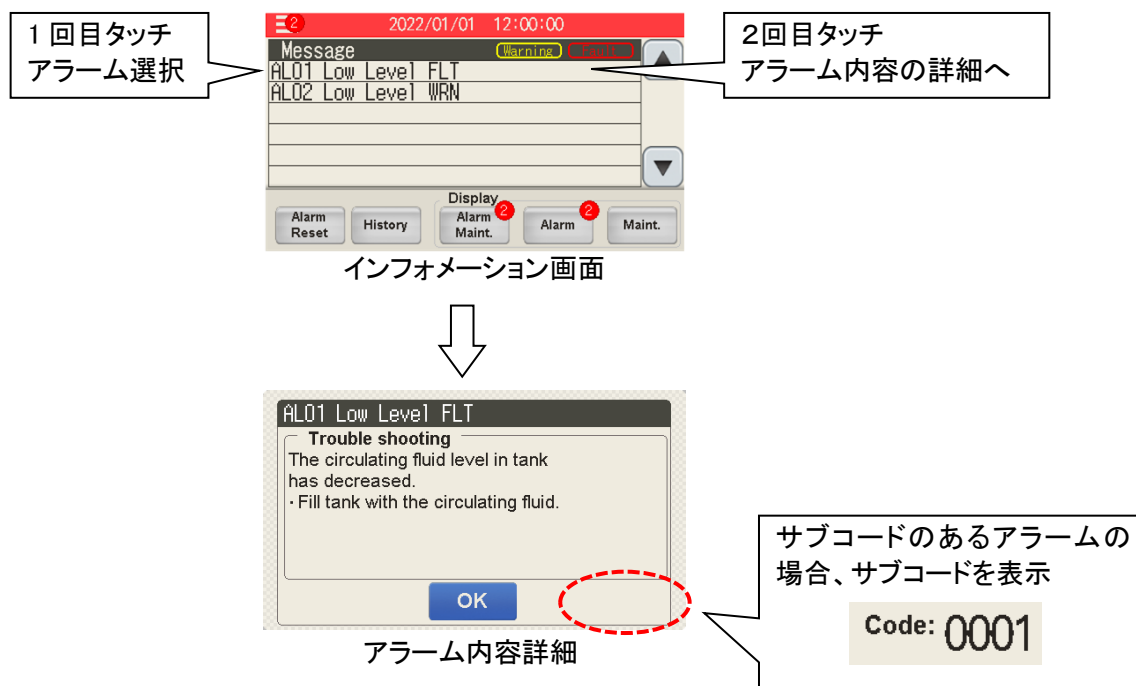 1回目タッチ
アラーム選択
2 2022/01/01 12:00:00
Message Warning Fault
AL01 Low Level FLT
AL02 Low Level WRN
2回目タッチ
アラーム内容の詳細へ
Display
Alarm Reset
History
Alarm Maint. 2
Alarm 2
Maint.
インフォメーション画面
AL01 Low Level FLT
Trouble shooting
The circulating fluid level in tank
has decreased.
・Fill tank with the circulating fluid.
OK
アラーム内容詳細
サブコードのあるアラームの
場合、サブコードを表示
Code: 0001